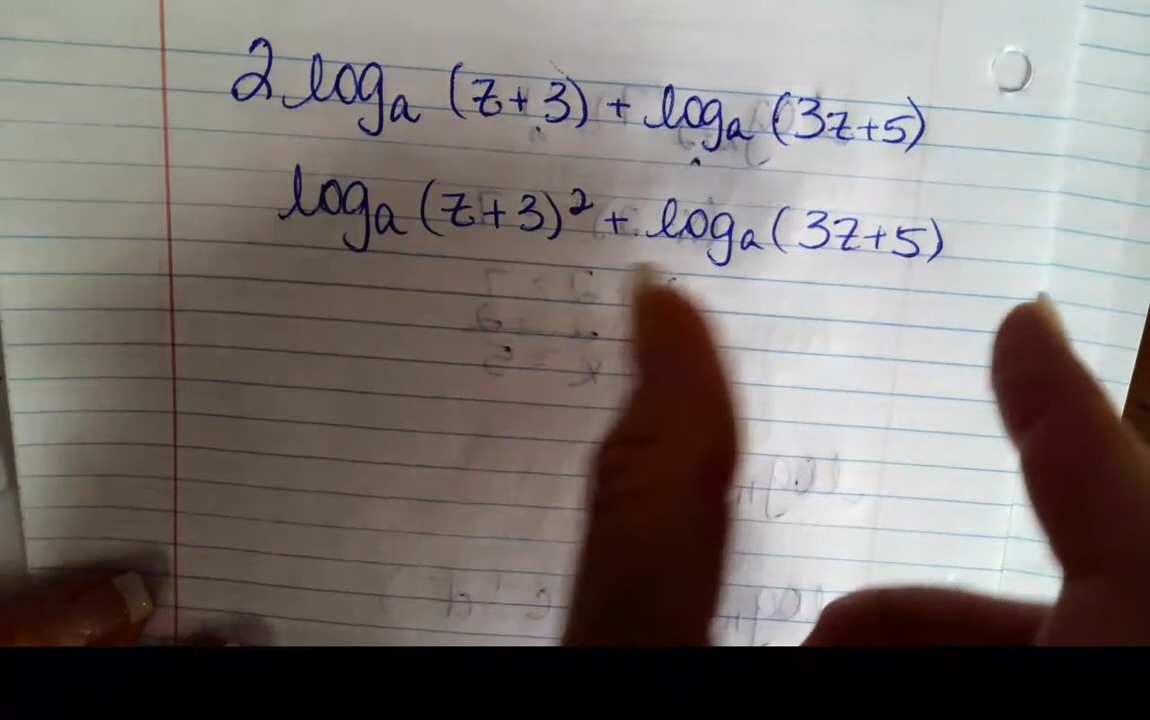 2 logₐ (z+3) + logₐ (3z+5)
logₐ (z+3)² + logₐ (3z+5)